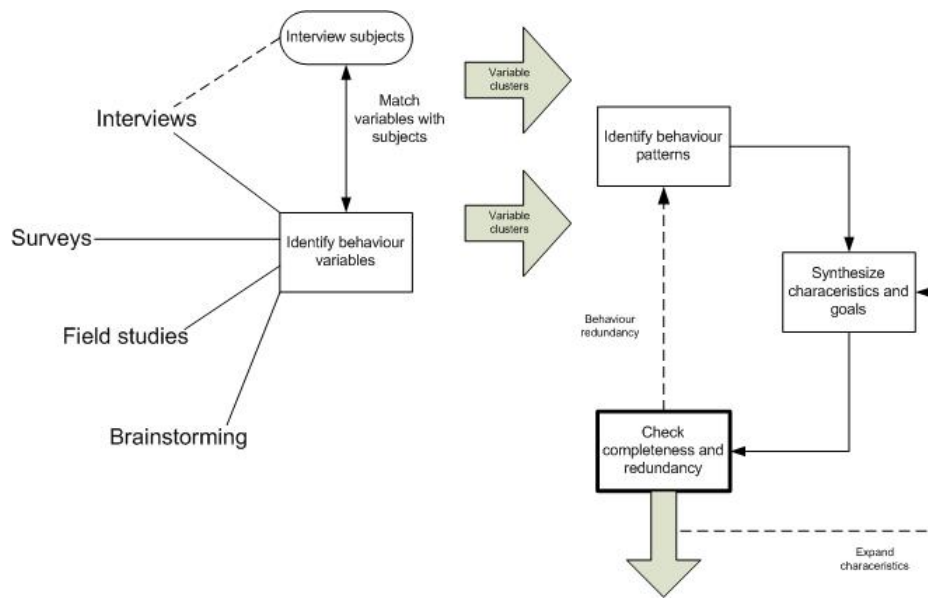 Interview subjects
Match
variables with
subjects
Interviews
Surveys
Identify behaviour
variables
Field studies
Brainstorming
Variable
clusters
Variable
clusters
Identify behaviour
patterns
Synthesize
characeristics and
goals
Behaviour
redundancy
Check
completeness and
redundancy
Expand
characteristics